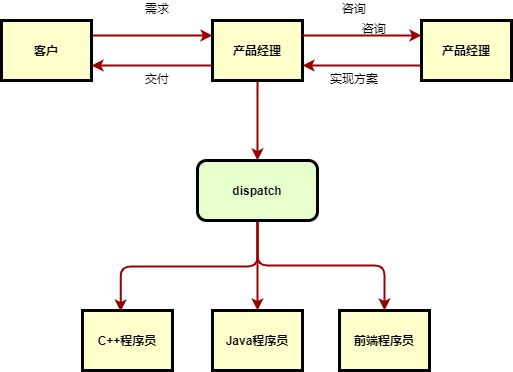 需求
咨询
咨询
客户
产品经理
产品经理
交付
实现方案
dispatch
C++程序员
Java程序员
前端程序员